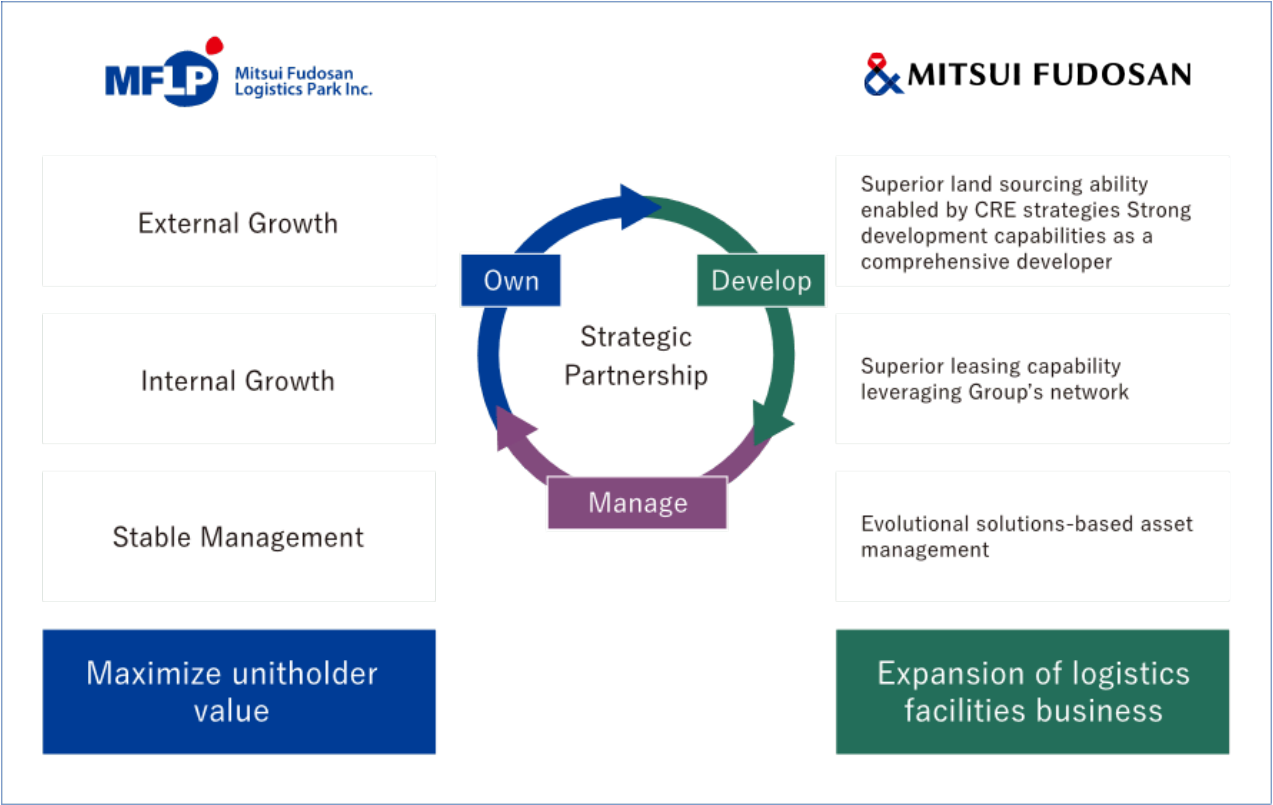 MFLP
Mitsui Fudosan
Logistics Park Inc.
& MITSUI FUDOSAN
External Growth
Internal Growth
Stable Management
Maximize unitholder
value
Own
Develop
Strategic
Partnership
Manage
Superior land sourcing ability
enabled by CRE strategies Strong
development capabilities as a
comprehensive developer
Superior leasing capability
leveraging Group’s network
Evolutional solutions-based asset
management
Expansion of logistics
facilities business